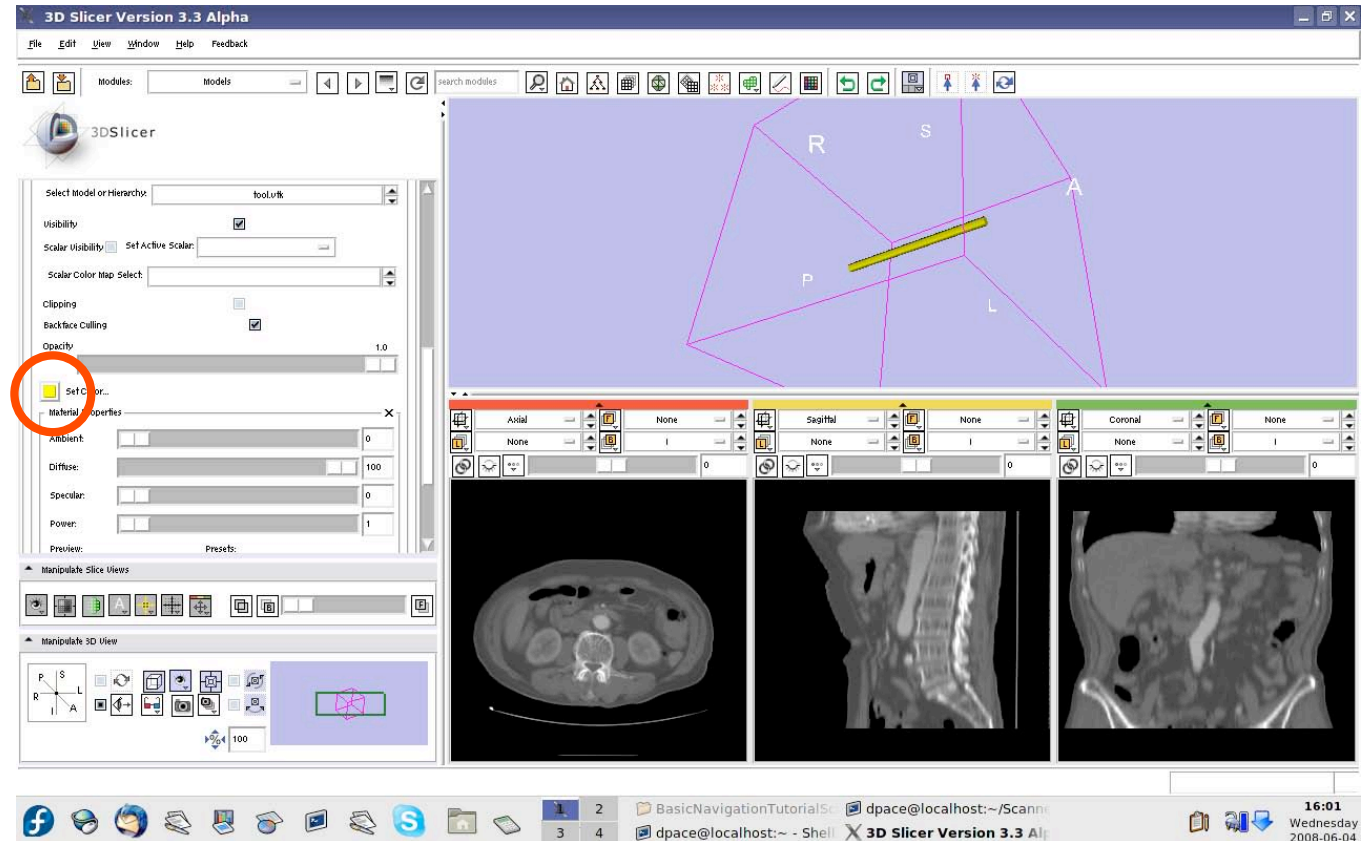 3D Slicer Version 3.3 Alpha
File Edit View Window Help Feedback
Modules: Models search modules
3DSlicer
Select Model or Hierarchy: tool.vtk
Visibility
Scalar Visibility Set Active Scalar:
Scalar Color Map Select:
Clipping
Backface Culling
Opacity 1.0
Set Color...
Material Properties
Ambient: 0
Diffuse: 100
Specular: 0
Power: 1
Preview: Presets:
Manipulate Slice Views
B F
Manipulate 3D View
P S
R L
I A
% 100
R S A
P L
Axial F None
L None B I
0
Sagittal F None
L None B I
0
Coronal F None
L None B I
0
1 2 BasicNavigationTutorialSc dpace@localhost:~/Scann
3 4 dpace@localhost:~ - Shell 3D Slicer Version 3.3 Alp
16:01
Wednesday
2008-06-04